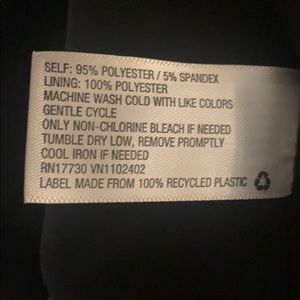 SELF: 95% POLYESTER / 5% SPANDEX
LINING: 100% POLYESTER
MACHINE WASH COLD WITH LIKE COLORS
GENTLE CYCLE
ONLY NON-CHLORINE BLEACH IF NEEDED
TUMBLE DRY LOW, REMOVE PROMPTLY
COOL IRON IF NEEDED
RN17730 VN1102402
LABEL MADE FROM 100% RECYCLED PLASTIC